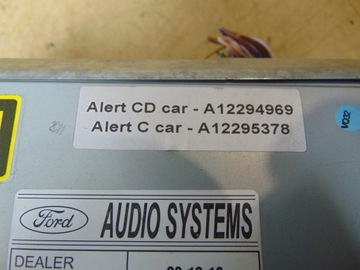 Alert CD car - A12294969
Alert C car - A12295378
Ford
AUDIO SYSTEMS
DEALER